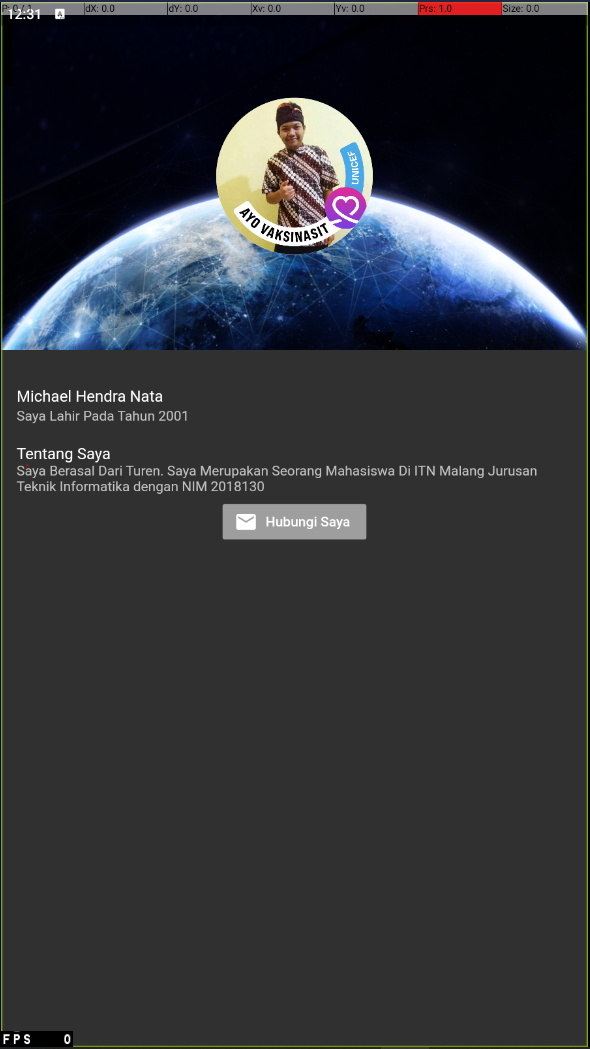 P: 0 / 1 dX: 0.0 dY: 0.0 Xv: 0.0 Yv: 0.0 Prs: 1.0 Size: 0.0
12:31 A
UNICEF
AYO VAKSINASIT
Michael Hendra Nata
Saya Lahir Pada Tahun 2001
Tentang Saya
Saya Berasal Dari Turen. Saya Merupakan Seorang Mahasiswa Di ITN Malang Jurusan
Teknik Informatika dengan NIM 2018130
Hubungi Saya
FPS 0